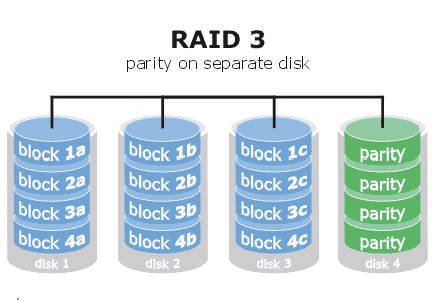 RAID 3
parity on separate disk
block 1a block 1b block 1c parity
block 2a block 2b block 2c parity
block 3a block 3b block 3c parity
block 4a block 4b block 4c parity
disk 1 disk 2 disk 3 disk 4